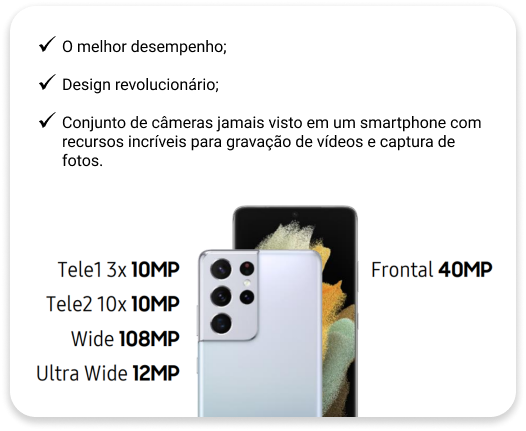 O melhor desempenho;
Design revolucionário;
Conjunto de câmeras jamais visto em um smartphone com
recursos incríveis para gravação de vídeos e captura de
fotos.
Tele1 3x 10MP
Tele2 10x 10MP
Wide 108MP
Ultra Wide 12MP
Frontal 40MP